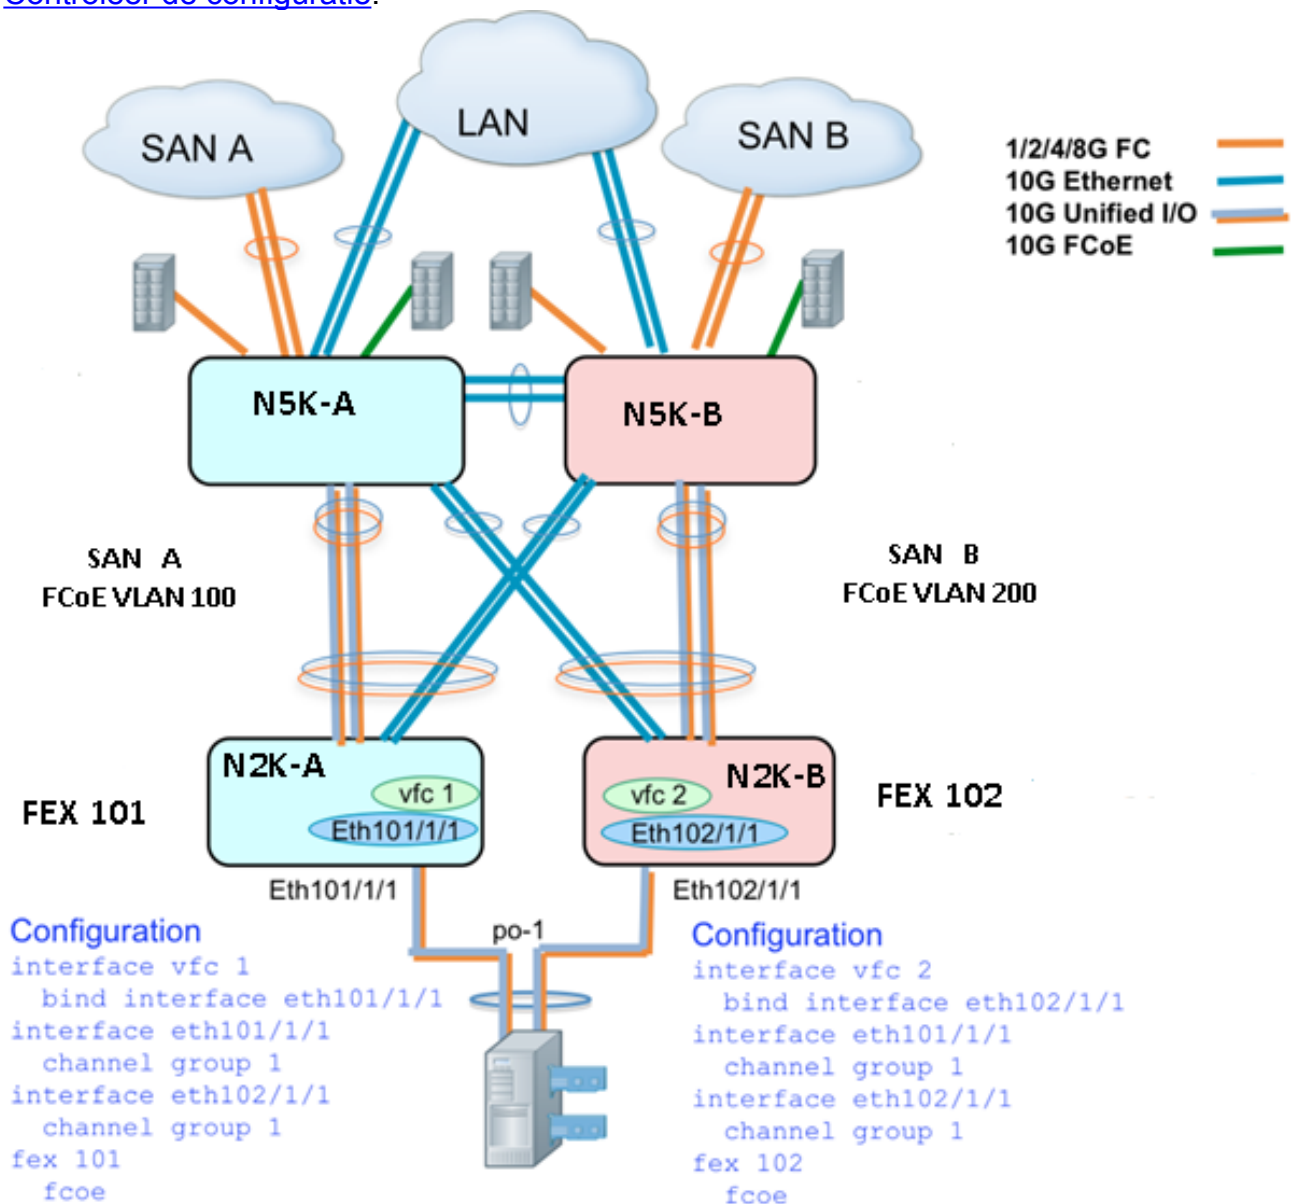 Controleer de configuratie.
LAN
SAN A
SAN B
1/2/4/8G FC
10G Ethernet
10G Unified I/O
10G FCoE
N5K-A
N5K-B
SAN A
FCoE VLAN 100
SAN B
FCoE VLAN 200
N2K-A
vfc 1
Eth101/1/1
FEX 101
N2K-B
vfc 2
Eth102/1/1
FEX 102
Eth101/1/1
Eth102/1/1
po-1
Configuration
interface vfc 1
bind interface eth101/1/1
interface eth101/1/1
channel group 1
interface eth102/1/1
channel group 1
fex 101
fcoe
Configuration
interface vfc 2
bind interface eth102/1/1
interface eth101/1/1
channel group 1
interface eth102/1/1
channel group 1
fex 102
fcoe